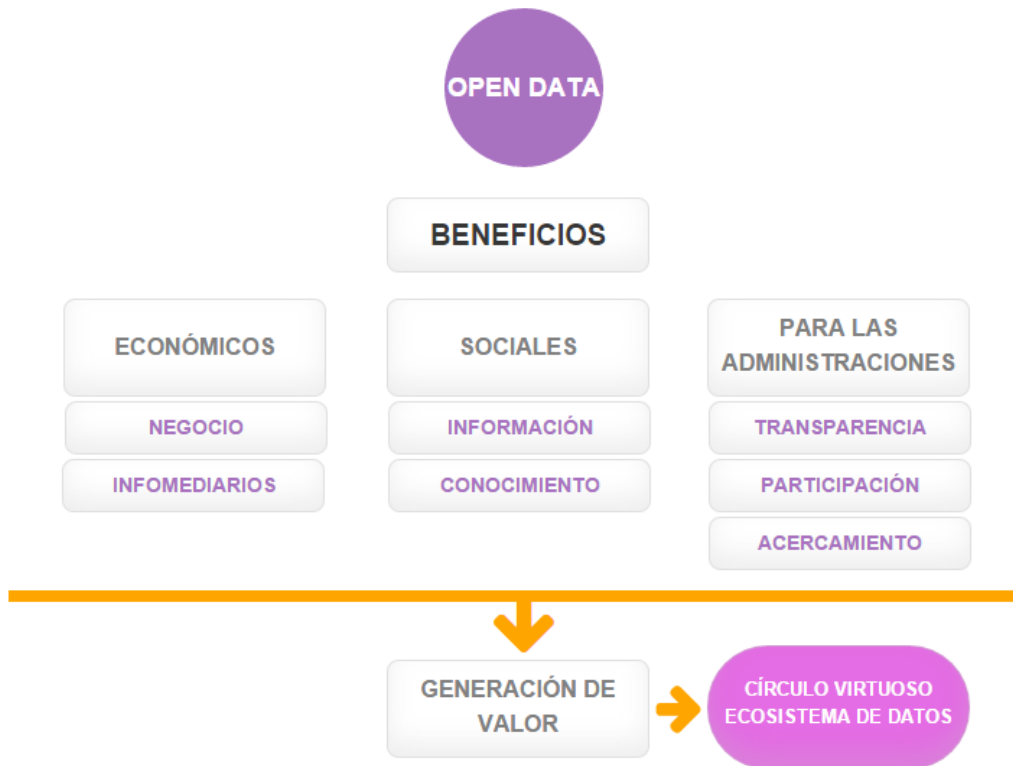 OPEN DATA
BENEFICIOS
ECONÓMICOS
NEGOCIO
INFOMEDIARIOS
SOCIALES
INFORMACIÓN
CONOCIMIENTO
PARA LAS
ADMINISTRACIONES
TRANSPARENCIA
PARTICIPACIÓN
ACERCAMIENTO
GENERACIÓN DE
VALOR
CÍRCULO VIRTUOSO
ECOSISTEMA DE DATOS